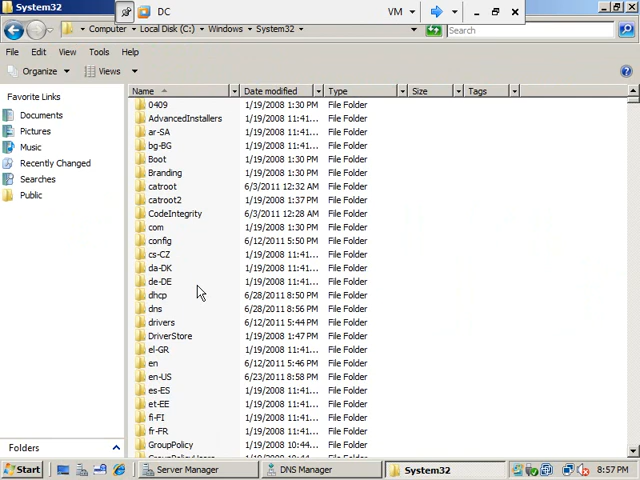 System32
DC
VM
Computer
Local Disk (C:)
Windows
System32
Search
File
Edit
View
Tools
Help
Organize
Views
Favorite Links
Documents
Pictures
Music
Recently Changed
Searches
Public
Folders
Name
Date modified
Type
Size
Tags
0409 1/19/2008 1:30 PM File Folder
AdvancedInstallers 1/19/2008 11:41... File Folder
ar-SA 1/19/2008 11:41... File Folder
bg-BG 1/19/2008 11:41... File Folder
Boot 1/19/2008 1:30 PM File Folder
Branding 1/19/2008 1:30 PM File Folder
catroot 6/3/2011 12:32 AM File Folder
catroot2 1/19/2008 1:37 PM File Folder
CodeIntegrity 6/3/2011 12:28 AM File Folder
com 1/19/2008 1:30 PM File Folder
config 6/12/2011 5:50 PM File Folder
cs-CZ 1/19/2008 11:41... File Folder
da-DK 1/19/2008 11:41... File Folder
de-DE 1/19/2008 11:41... File Folder
dhcp 6/28/2011 8:50 PM File Folder
dns 6/28/2011 8:56 PM File Folder
drivers 6/12/2011 5:44 PM File Folder
DriverStore 1/19/2008 1:47 PM File Folder
el-GR 1/19/2008 11:41... File Folder
en 6/12/2011 5:46 PM File Folder
en-US 6/23/2011 8:58 PM File Folder
es-ES 1/19/2008 11:41... File Folder
et-EE 1/19/2008 11:41... File Folder
fi-FI 1/19/2008 11:41... File Folder
fr-FR 1/19/2008 11:41... File Folder
GroupPolicy 1/19/2008 10:44... File Folder
GroupPolicyUsers 1/19/2008 10:44... File Folder
Start
Server Manager
DNS Manager
System32
8:57 PM